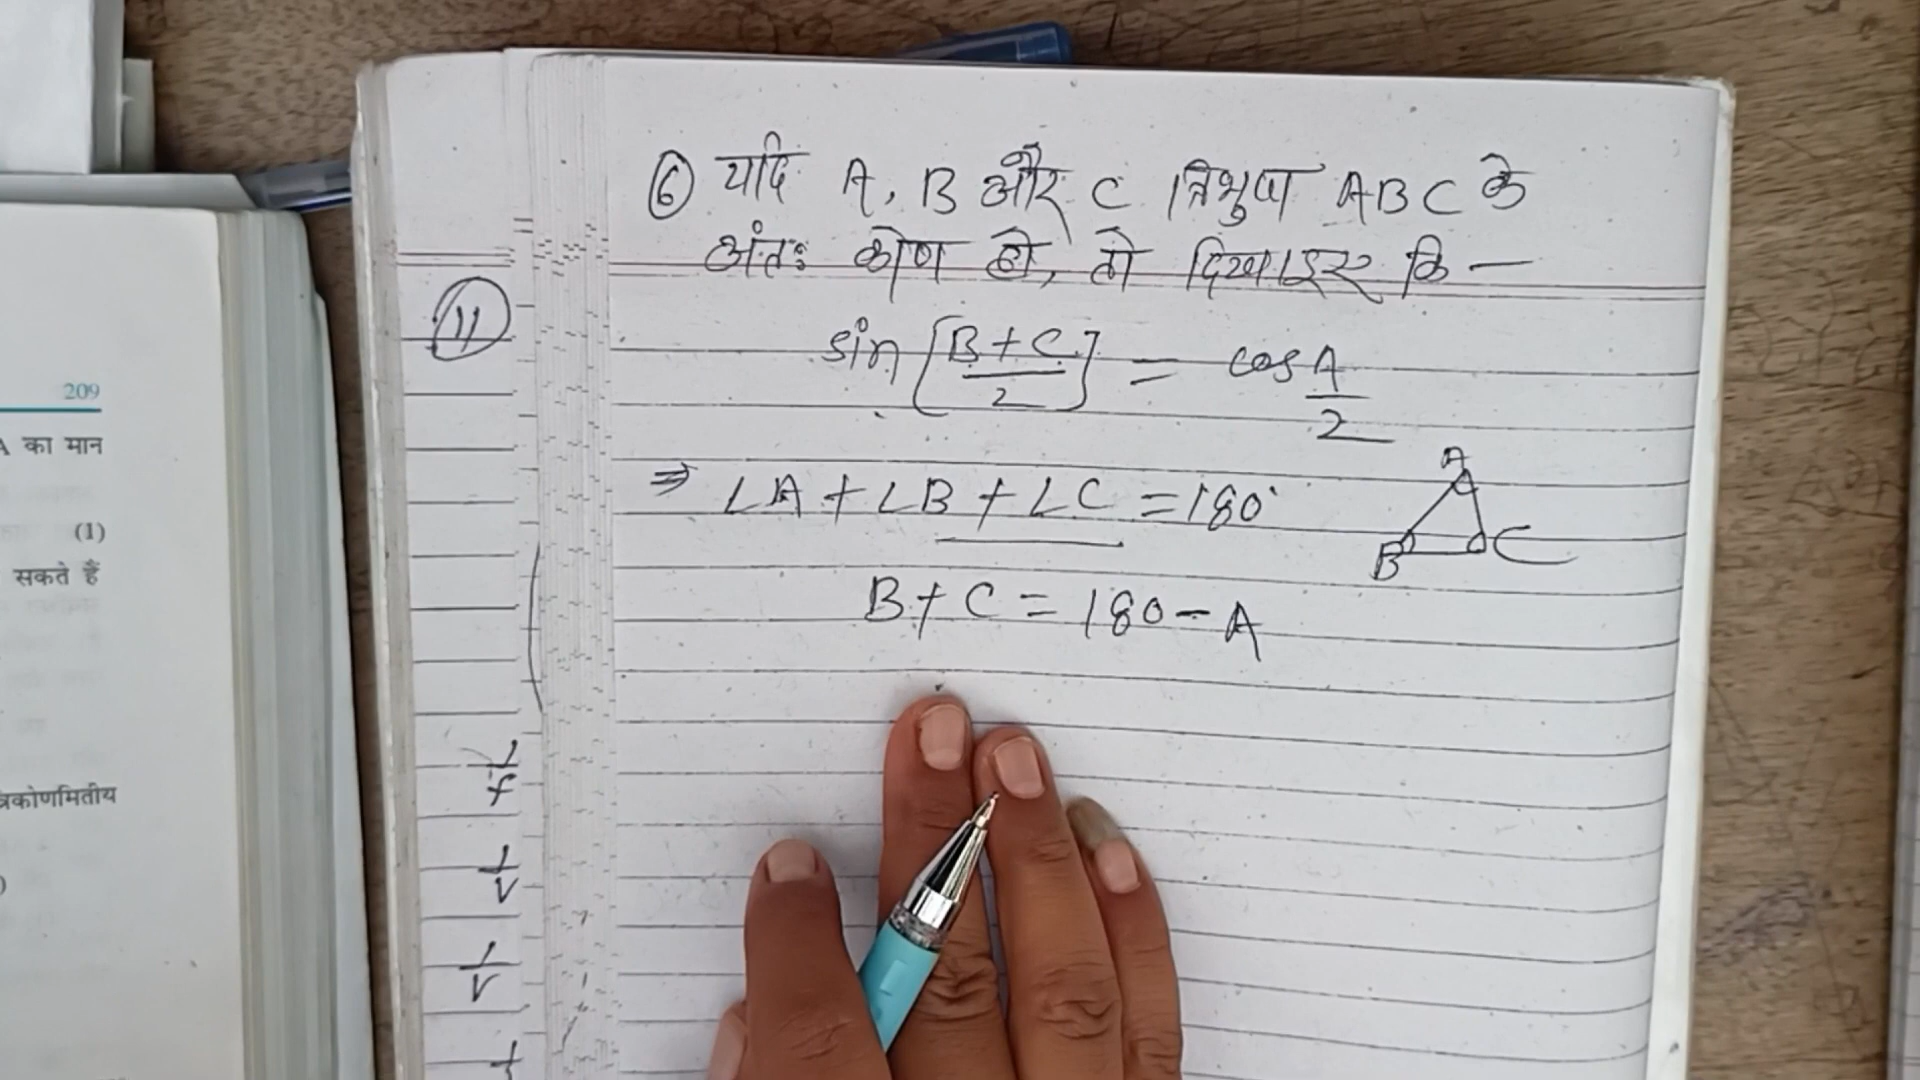 209
A का मान
(1)
सकते हैं
त्रिकोणमितीय
)
11
⑥ यदि A, B और C त्रिभुज ABC के
अंतः कोण हो, तो दिखाइए कि —
sin [B + C / 2] = cos A / 2
⇒ ∠A + ∠B + ∠C = 180°
A
B C
B + C = 180 - A